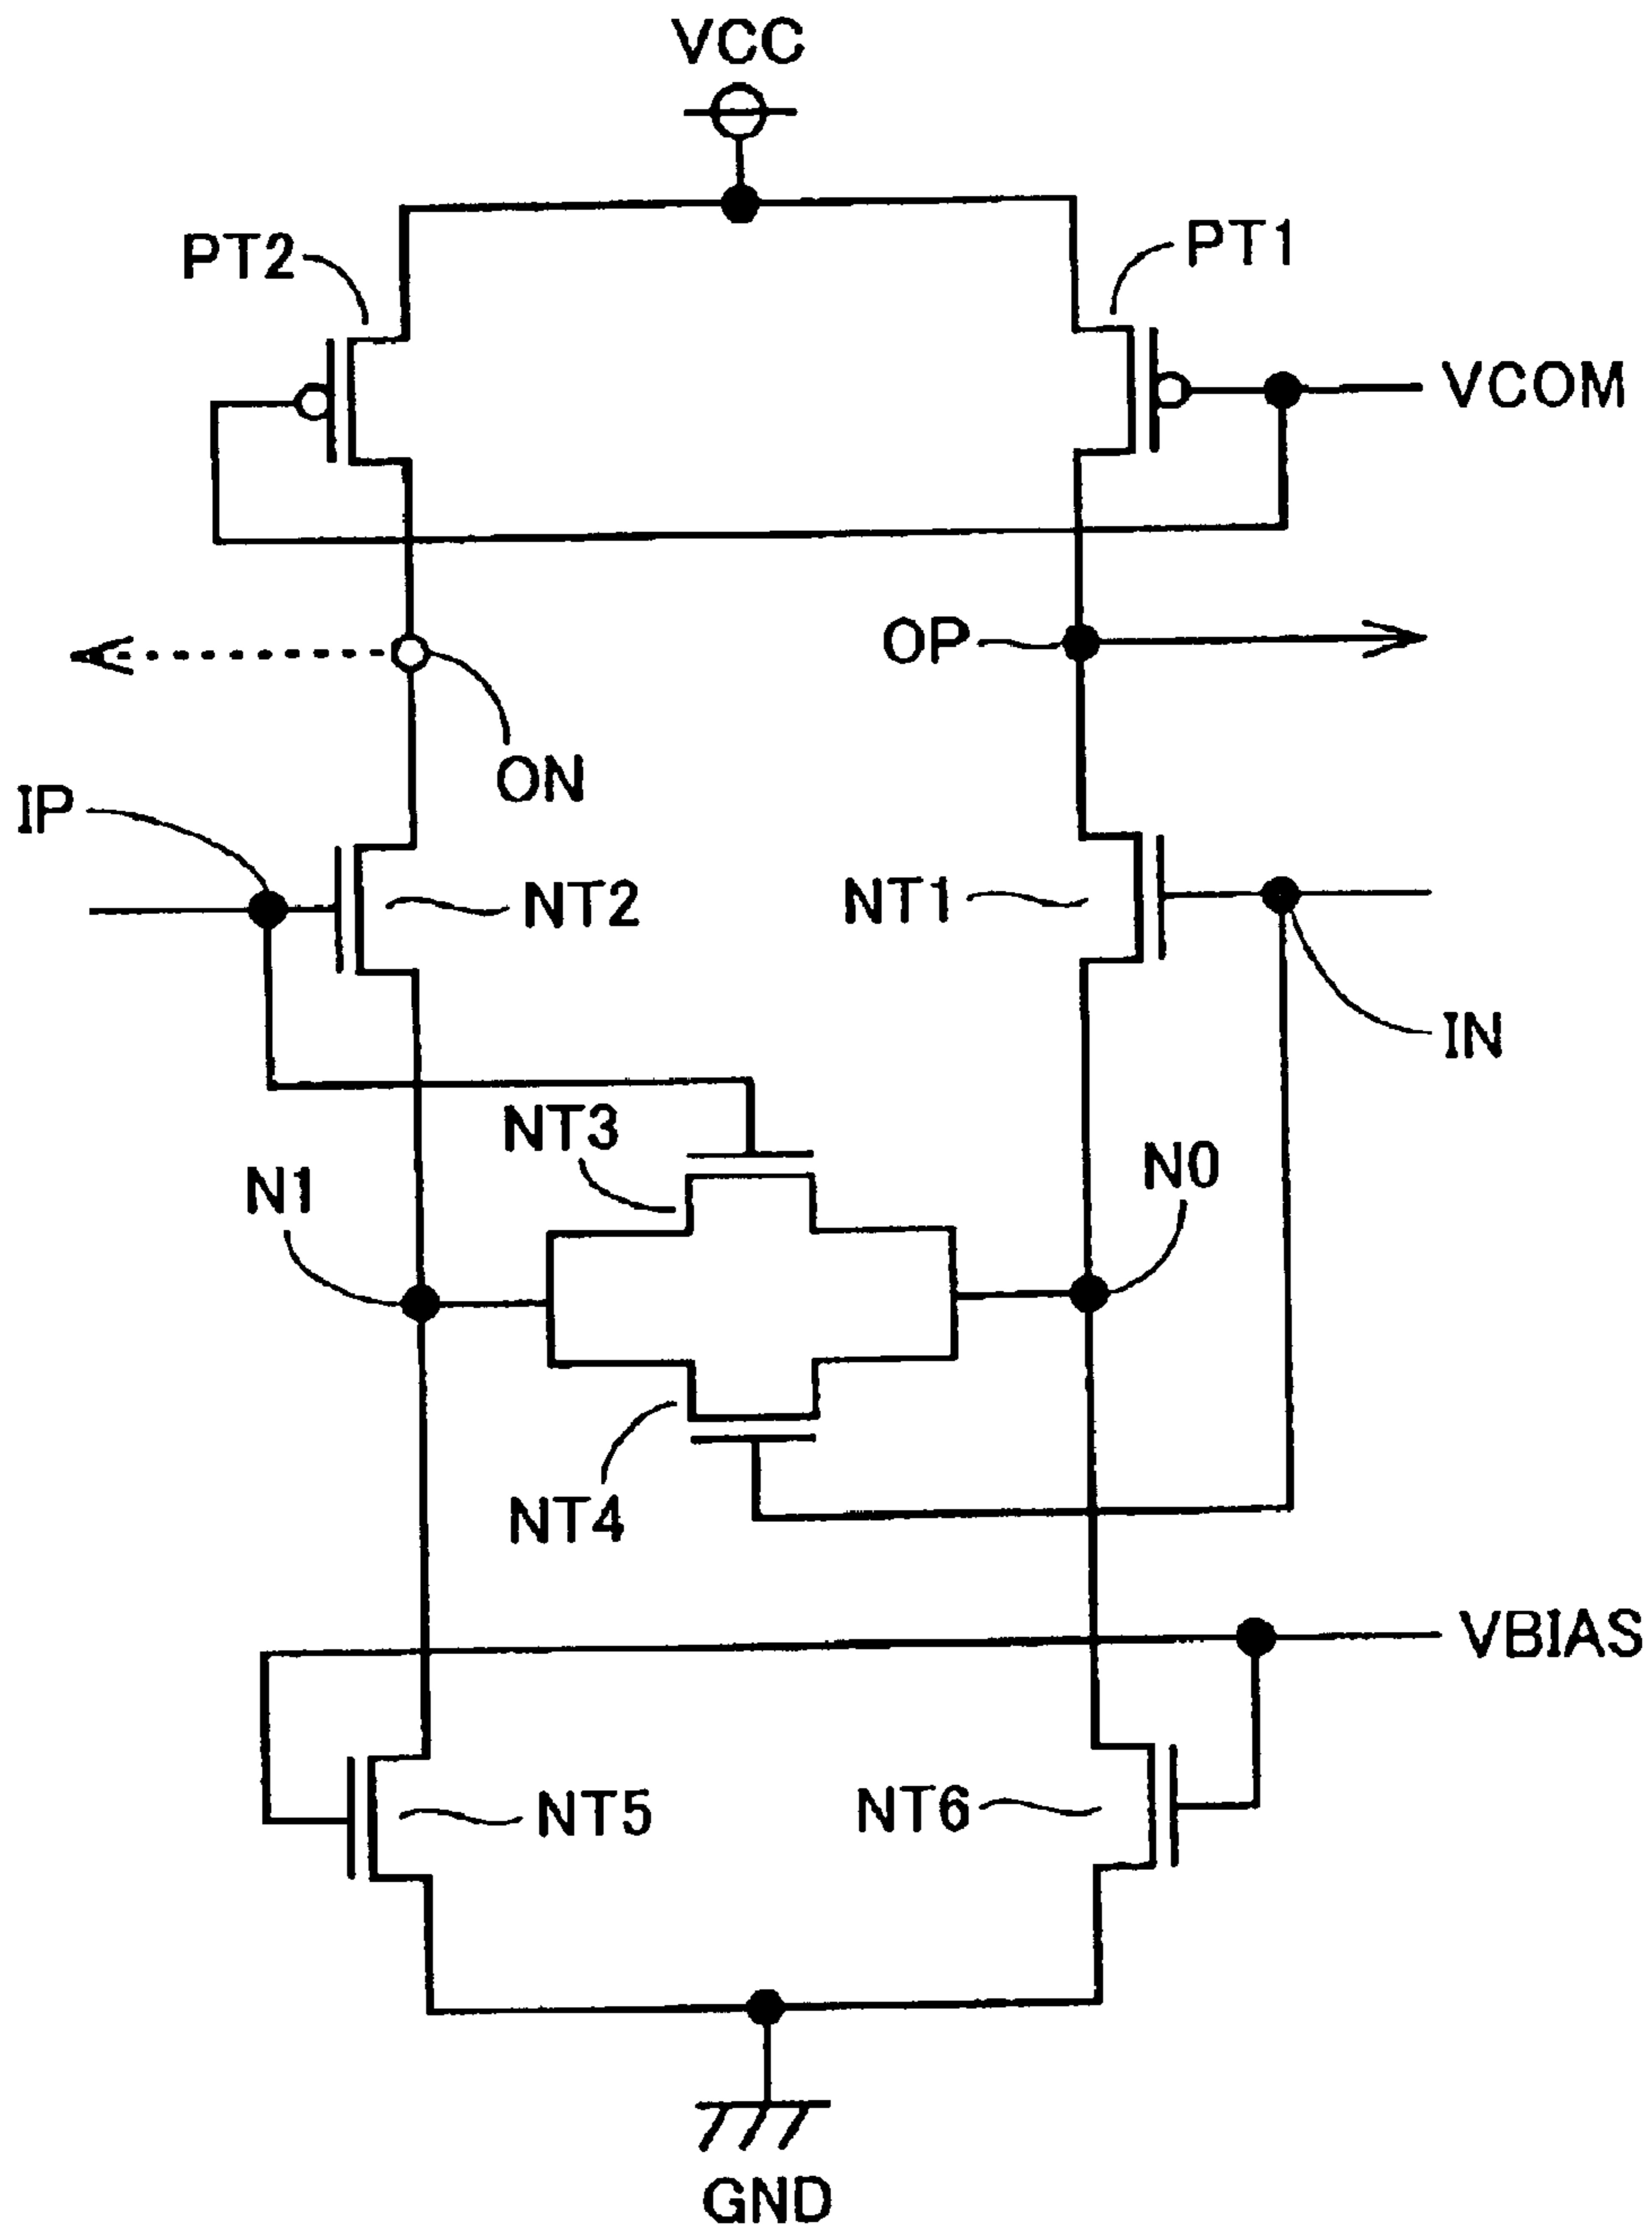 VCC
PT2
PT1
VCOM
OP
ON
IP
NT2
NT1
IN
NT3
N1
N0
NT4
VBIAS
NT5
NT6
GND